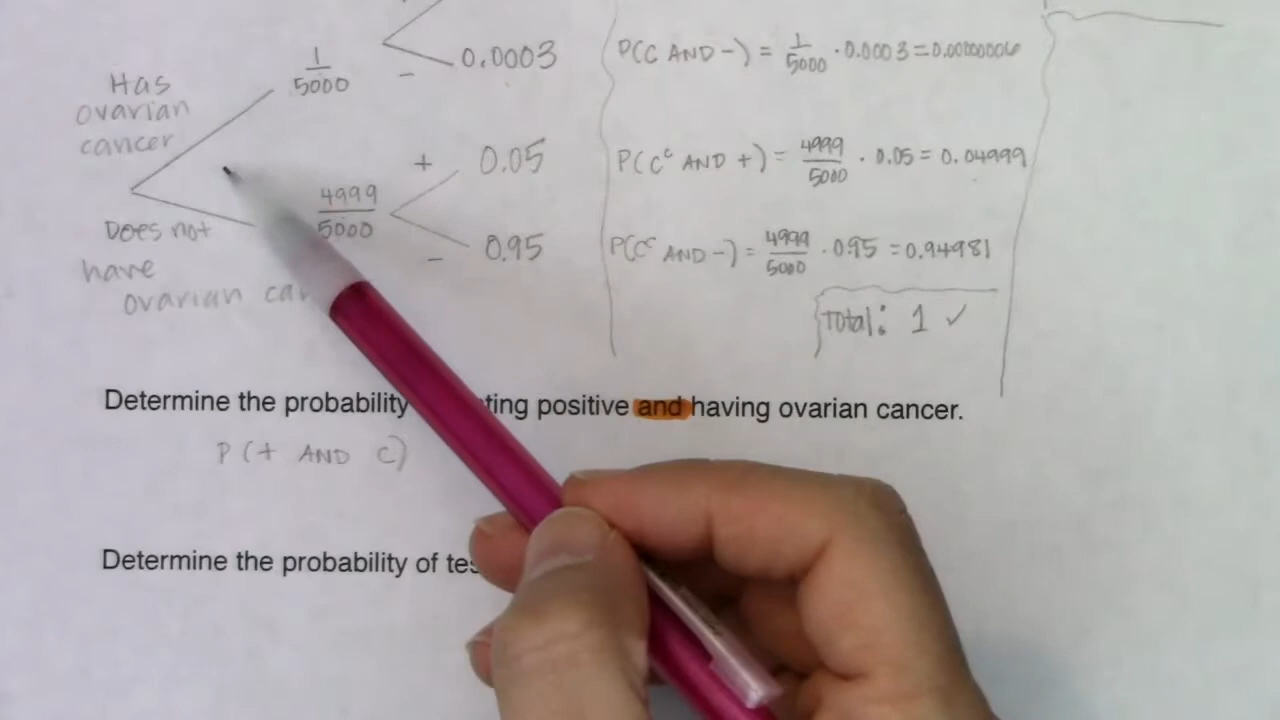 1
5000
Has
ovarian
cancer
- 0.0003
P(C AND -) = 1/5000 · 0.0003 = 0.00000006
+ 0.05
P(Cᶜ AND +) = 4999/5000 · 0.05 = 0.04999
4999
5000
Does not
have
ovarian
- 0.95
P(Cᶜ AND -) = 4999/5000 · 0.95 = 0.94981
Total: 1 ✓
Determine the probability positive and having ovarian cancer.
P(+ AND C)
Determine the probability of